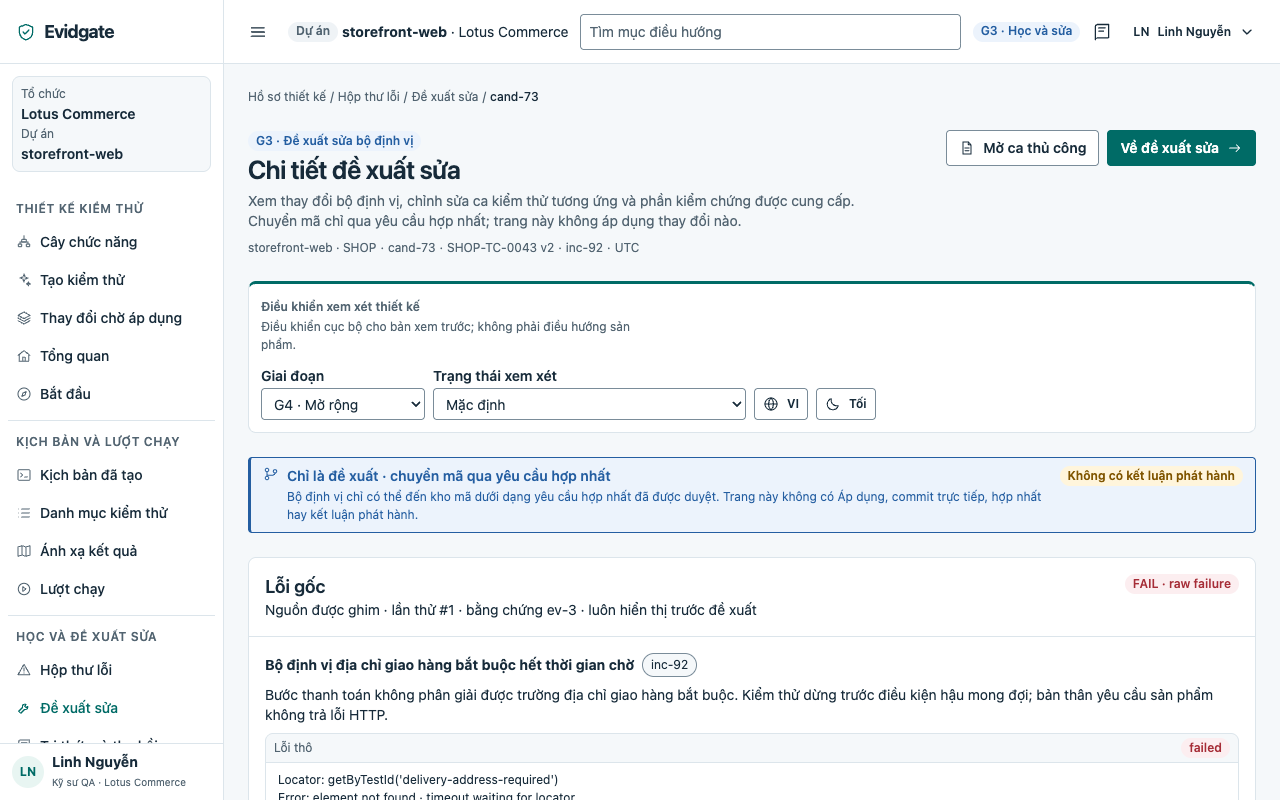 Evidgate
Dự án storefront-web · Lotus Commerce
Tìm mục điều hướng
G3 · Học và sửa
LN Linh Nguyễn
Tổ chức
Lotus Commerce
Dự án
storefront-web
THIẾT KẾ KIỂM THỬ
Cây chức năng
Tạo kiểm thử
Thay đổi chờ áp dụng
Tổng quan
Bắt đầu
KỊCH BẢN VÀ LƯỢT CHẠY
Kịch bản đã tạo
Danh mục kiểm thử
Ánh xạ kết quả
Lượt chạy
HỌC VÀ ĐỀ XUẤT SỬA
Hộp thư lỗi
Đề xuất sửa
LN
Linh Nguyễn
Kỹ sư QA · Lotus Commerce
Hồ sơ thiết kế / Hộp thư lỗi / Đề xuất sửa / cand-73
G3 · Đề xuất sửa bộ định vị
Chi tiết đề xuất sửa
Xem thay đổi bộ định vị, chỉnh sửa ca kiểm thử tương ứng và phần kiểm chứng được cung cấp.
Chuyển mã chỉ qua yêu cầu hợp nhất; trang này không áp dụng thay đổi nào.
storefront-web · SHOP · cand-73 · SHOP-TC-0043 v2 · inc-92 · UTC
Mở ca thủ công
Về đề xuất sửa
Điều khiển xem xét thiết kế
Điều khiển cục bộ cho bản xem trước; không phải điều hướng sản
phẩm.
Giai đoạn
G4 · Mở rộng
Trạng thái xem xét
Mặc định
VI
Tối
Chỉ là đề xuất · chuyển mã qua yêu cầu hợp nhất
Không có kết luận phát hành
Bộ định vị chỉ có thể đến kho mã dưới dạng yêu cầu hợp nhất đã được duyệt. Trang này không có Áp dụng, commit trực tiếp, hợp nhất
hay kết luận phát hành.
Lỗi gốc
FAIL · raw failure
Nguồn được ghim · lần thử #1 · bằng chứng ev-3 · luôn hiển thị trước đề xuất
Bộ định vị địa chỉ giao hàng bắt buộc hết thời gian chờ inc-92
Bước thanh toán không phân giải được trường địa chỉ giao hàng bắt buộc. Kiểm thử dừng trước điều kiện hậu mong đợi; bản thân yêu cầu sản phẩm
không trả lỗi HTTP.
Lỗi thô
failed
Locator: getByTestId('delivery-address-required')
Error: element not found · timeout waiting for locator